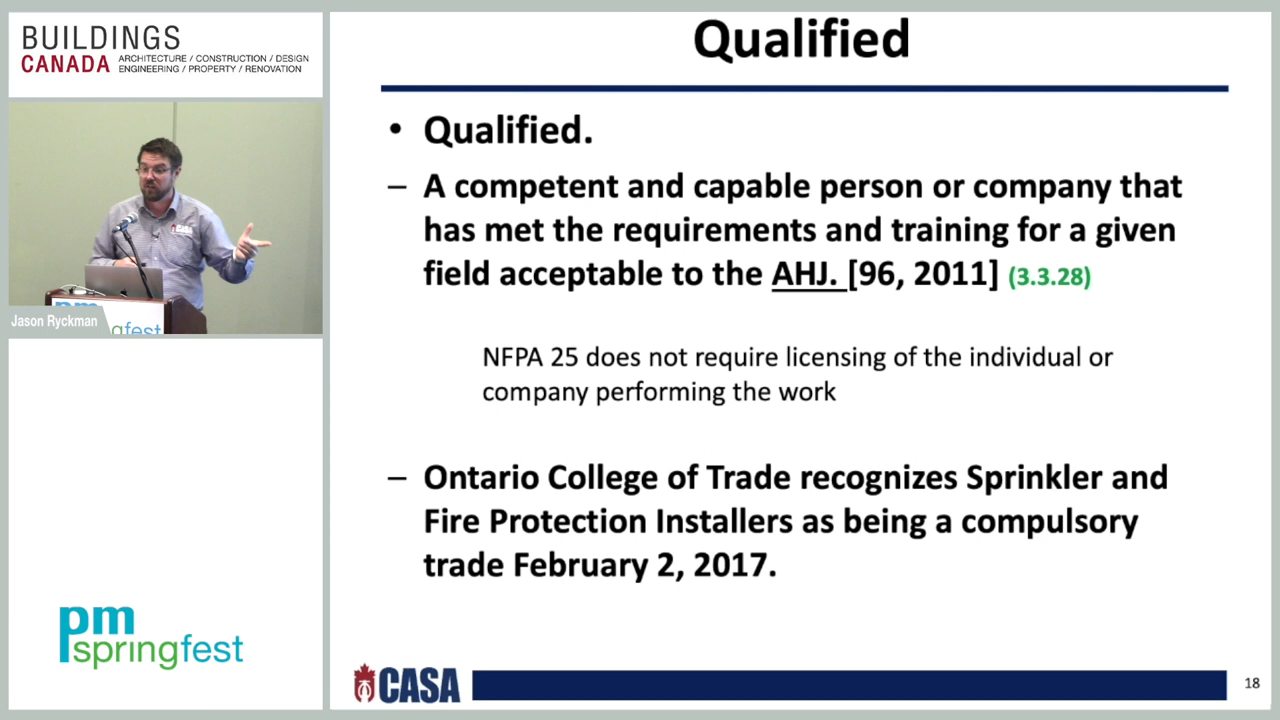 BUILDINGS
CANADA
ARCHITECTURE / CONSTRUCTION / DESIGN
ENGINEERING / PROPERTY / RENOVATION
CASA
pm
Jason Ryckman
gfest
pm
springfest
Qualified
• Qualified.
– A competent and capable person or company that
has met the requirements and training for a given
field acceptable to the AHJ. [96, 2011] (3.3.28)
NFPA 25 does not require licensing of the individual or
company performing the work
– Ontario College of Trade recognizes Sprinkler and
Fire Protection Installers as being a compulsory
trade February 2, 2017.
CASA
18